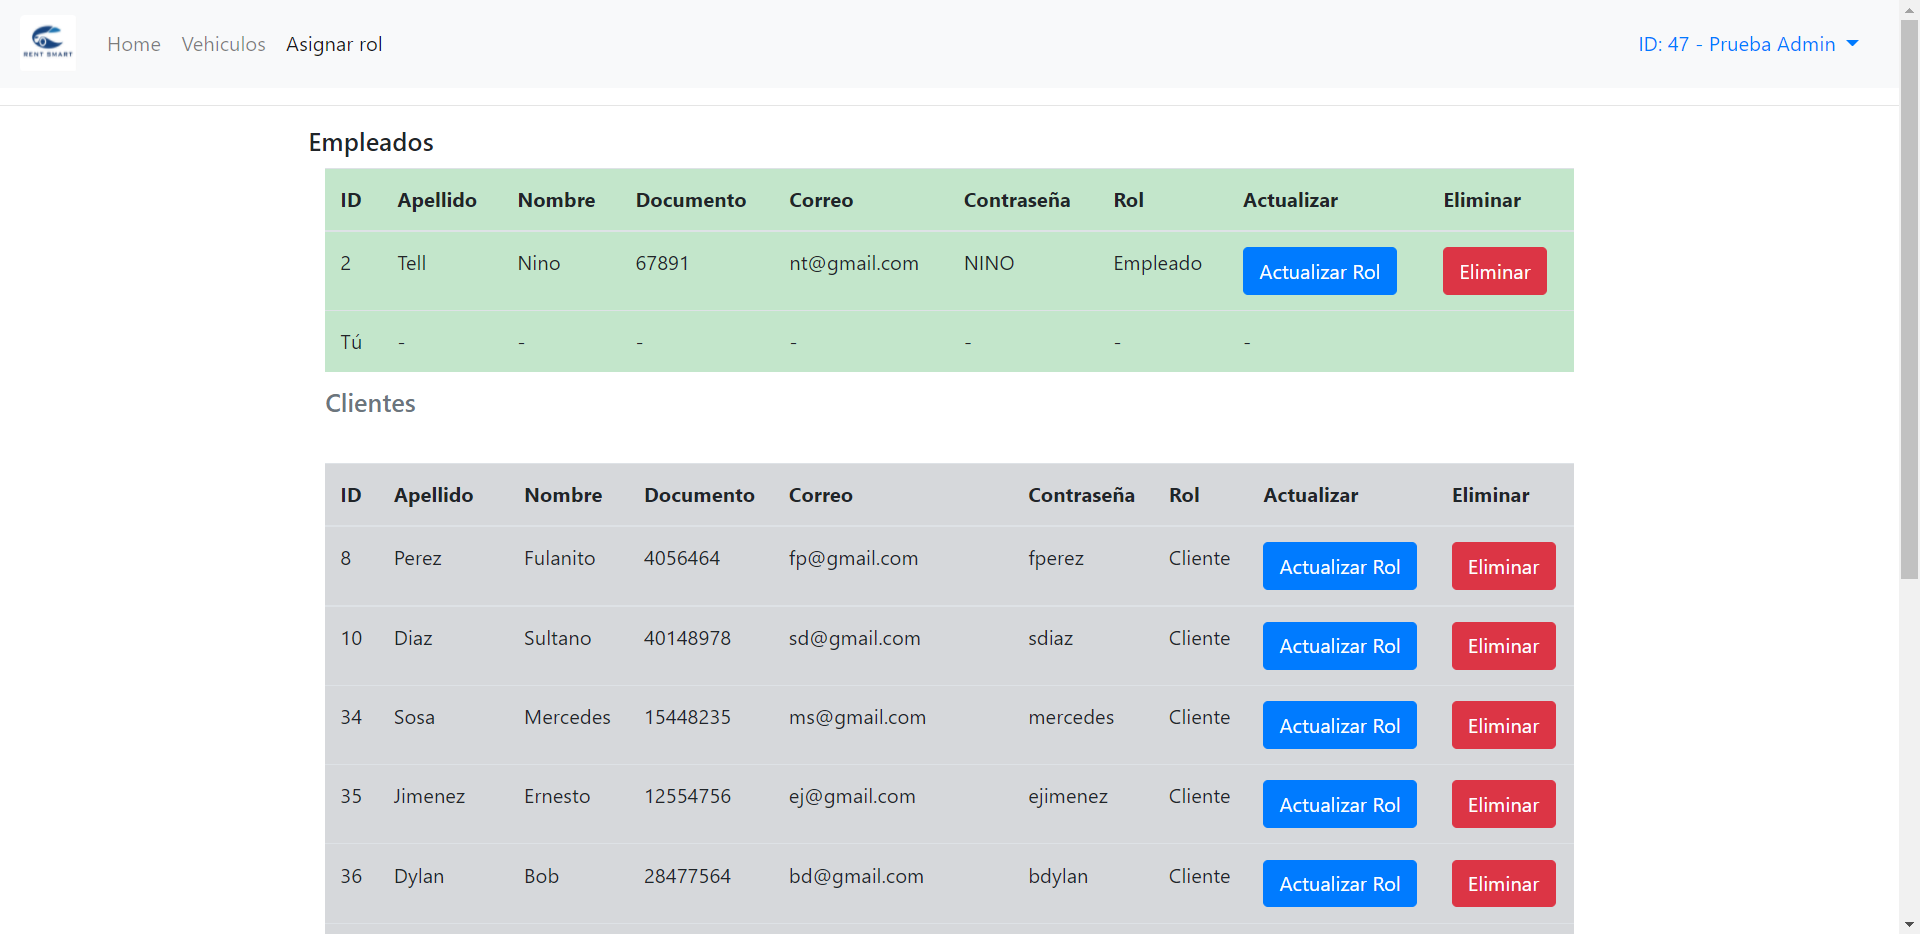 RENT SMART
Home Vehiculos Asignar rol ID: 47 - Prueba Admin
Empleados
ID Apellido Nombre Documento Correo Contraseña Rol Actualizar Eliminar
2 Tell Nino 67891 nt@gmail.com NINO Empleado Actualizar Rol Eliminar
Tú - - - - - - -
Clientes
ID Apellido Nombre Documento Correo Contraseña Rol Actualizar Eliminar
8 Perez Fulanito 4056464 fp@gmail.com fperez Cliente Actualizar Rol Eliminar
10 Diaz Sultano 40148978 sd@gmail.com sdiaz Cliente Actualizar Rol Eliminar
34 Sosa Mercedes 15448235 ms@gmail.com mercedes Cliente Actualizar Rol Eliminar
35 Jimenez Ernesto 12554756 ej@gmail.com ejimenez Cliente Actualizar Rol Eliminar
36 Dylan Bob 28477564 bd@gmail.com bdylan Cliente Actualizar Rol Eliminar